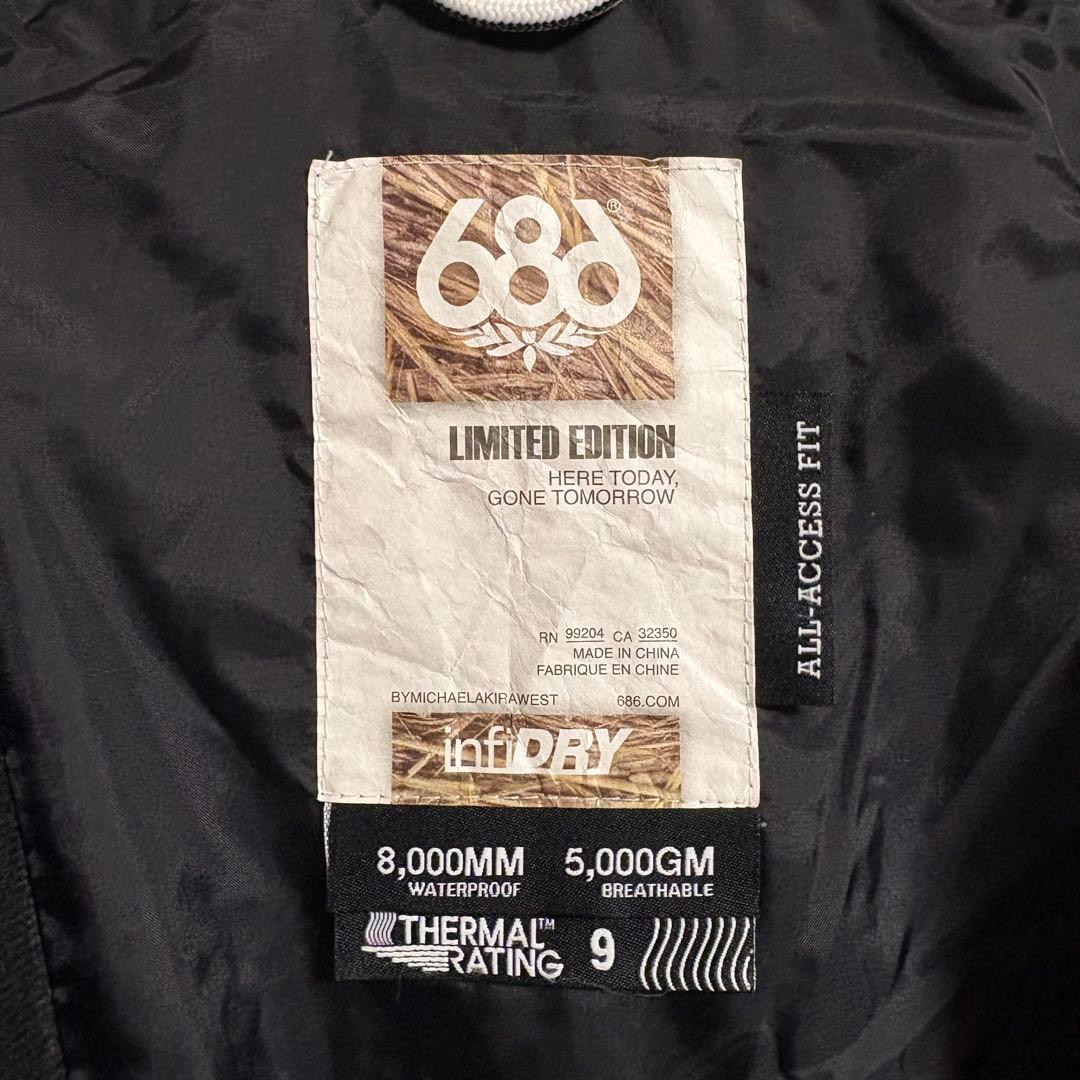 686®
LIMITED EDITION
HERE TODAY,
GONE TOMORROW
RN 99204 CA 32350
MADE IN CHINA
FABRIQUE EN CHINE
BYMICHAELAKIRAWEST 686.COM
infiDRY
ALL-ACCESS FIT
8,000MM 5,000GM
WATERPROOF BREATHABLE
THERMAL™
RATING 9